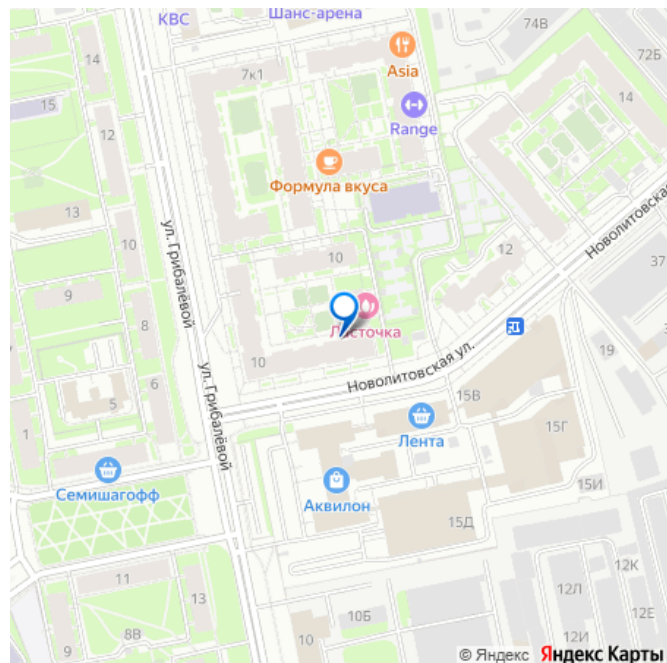 КВС
Шанс-арена
74В
72Б
14
7к1
Asia
14
15
Range
12
Формула вкуса
13
ул. Грибалёвой
10
10
12
Новолитовская
37
9
8
Ласточка
10
19
6
5
Новолитовская ул.
ул. Грибалёвой
15В
1
Лента
15Г
Семишагофф
Аквилон
15И
15Д
11
12К
13
12Л
10Б
12Е
8В
10
12И
9
© Яндекс Яндекс Карты